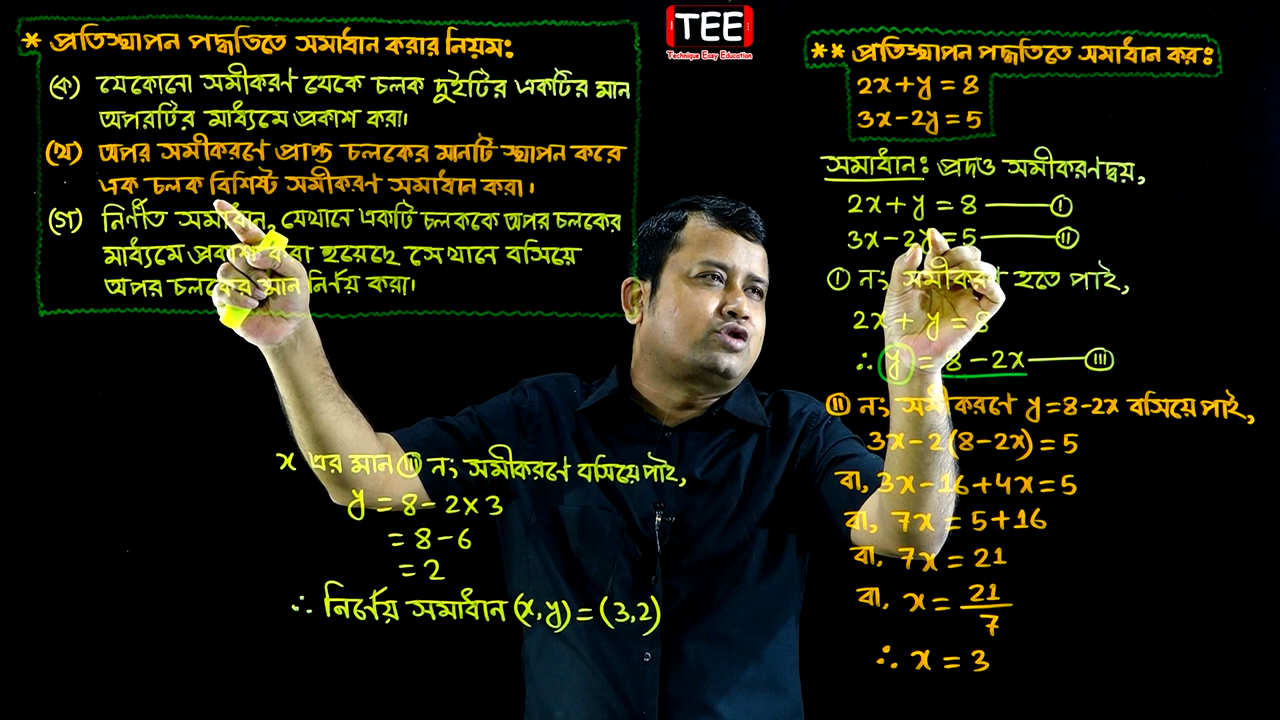 * প্রতিস্থাপন পদ্ধতিতে সমাধান করার নিয়মঃ
(ক) যেকোনো সমীকরণ থেকে চলক দুইটির একটির মান
অপরটির মাধ্যমে প্রকাশ করা।
(খ) অপর সমীকরণে প্রাপ্ত চলকের মানটি স্থাপন করে
এক চলক বিশিষ্ট সমীকরণ সমাধান করা।
(গ) নির্ণীত সমাধান, যেখানে একটি চলককে অপর চলকের
মাধ্যমে প্রকাশ করা হয়েছে সেখানে বসিয়ে
অপর চলকের মান নির্ণয় করা।
TEE
Technique Easy Education
** প্রতিস্থাপন পদ্ধতিতে সমাধান করঃ
2x+y = 8
3x-2y = 5
সমাধানঃ প্রদও সমীকরণদ্বয়,
2x+y = 8 — Ⓘ
3x-2y = 5 — ⑪
Ⓘ নং সমীকরণ হতে পাই,
2x + y = 8
∴ y = 8-2x — (III)
(II) নং সমীকরণে y=8-2x বসিয়ে পাই,
3x-2(8-2x) = 5
বা, 3x-16+4x=5
বা, 7x = 5+16
বা, 7x = 21
বা, x = 21/7
∴ x = 3
x এর মান (III) নং সমীকরণে বসিয়ে পাই,
y = 8-2×3
= 8-6
= 2
∴ নির্ণেয় সমাধান (x,y) = (3,2)